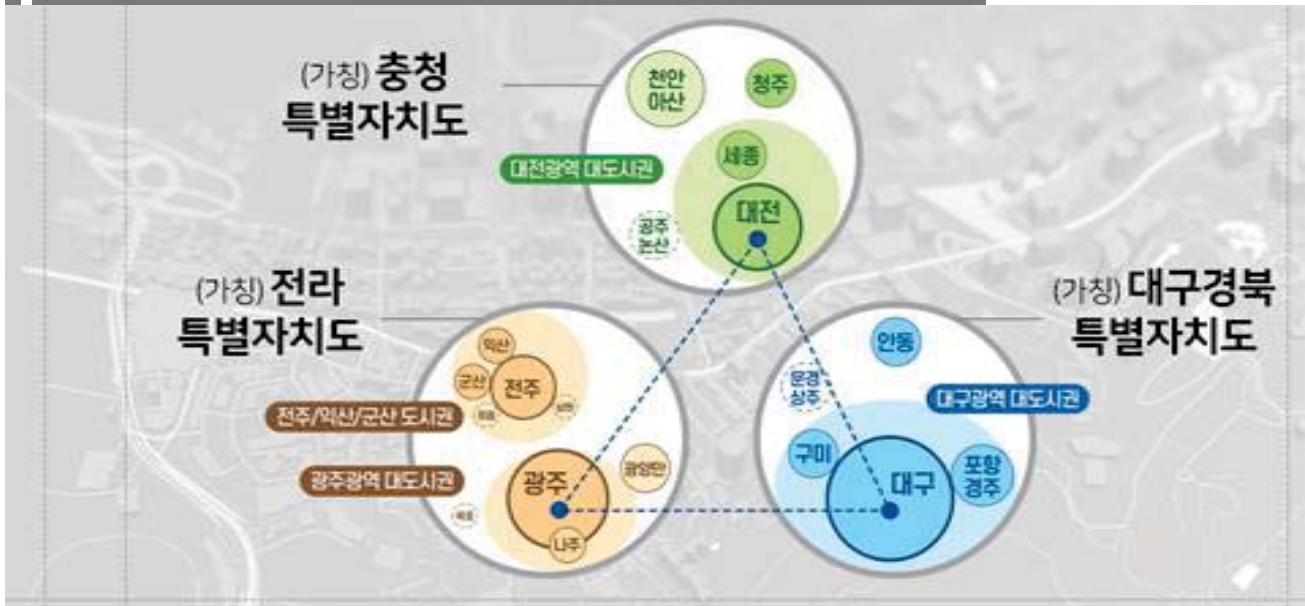 (가칭) 충청
특별자치도
천안
아산
청주
세종
대전광역 대도시권
대전
공주
논산
(가칭) 전라
특별자치도
(가칭) 대구경북
특별자치도
익산
군산
전주
전주/익산/군산 도시권
광주광역 대도시권
광주
광양만
나주
안동
문경
상주
대구광역 대도시권
구미
대구
포항
경주